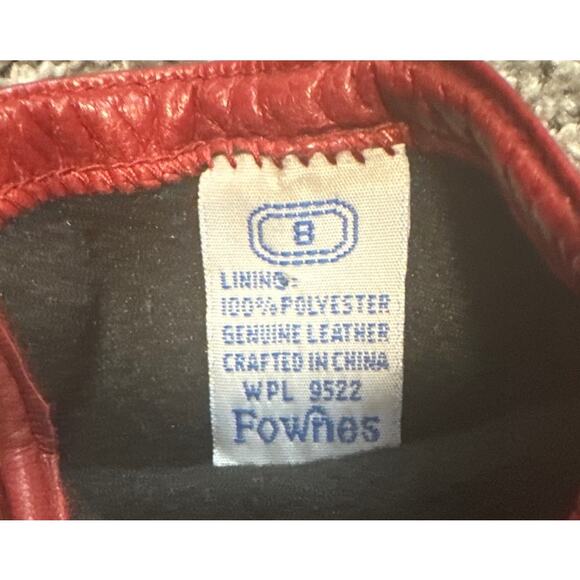 8
LINING:
100% POLYESTER
GENUINE LEATHER
CRAFTED IN CHINA
WPL 9522
Fownes